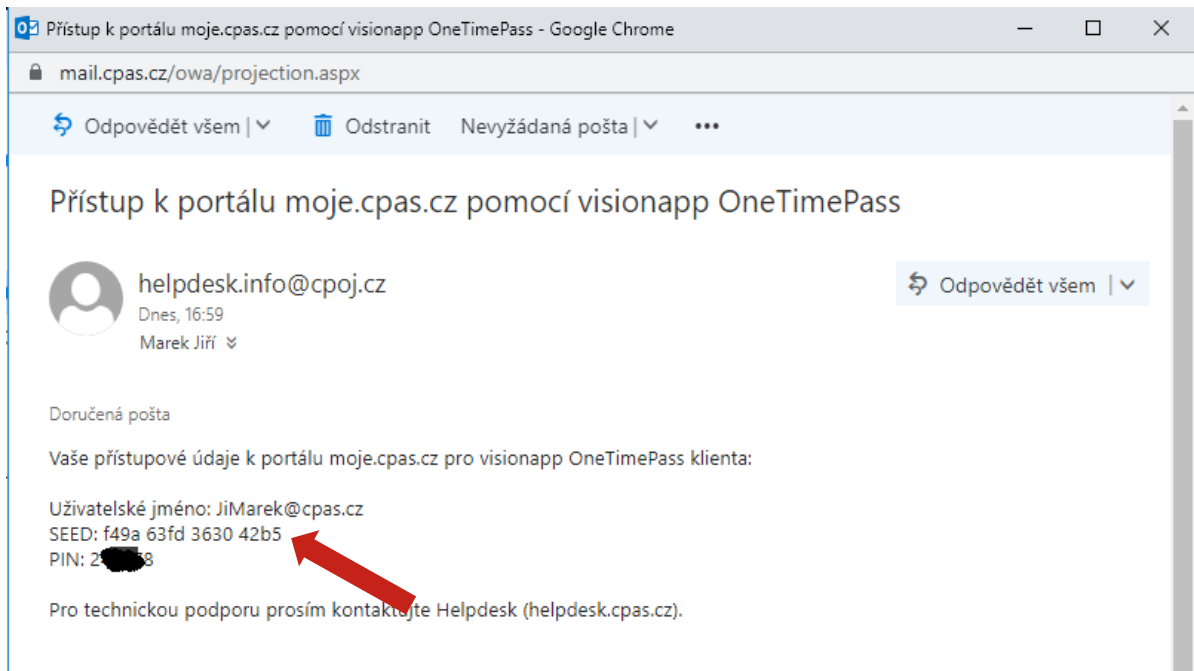 Přístup k portálu moje.cpas.cz pomocí visionapp OneTimePass - Google Chrome
mail.cpas.cz/owa/projection.aspx
Odpovědět všem | Odstranit Nevyžádaná pošta | •••
Přístup k portálu moje.cpas.cz pomocí visionapp OneTimePass
helpdesk.info@cpoj.cz
Odpovědět všem |
Dnes, 16:59
Marek Jiří
Doručená pošta
Vaše přístupové údaje k portálu moje.cpas.cz pro visionapp OneTimePass klienta:
Uživatelské jméno: JiMarek@cpas.cz
SEED: f49a 63fd 3630 42b5
PIN: 2 8
Pro technickou podporu prosím kontaktujte Helpdesk (helpdesk.cpas.cz).